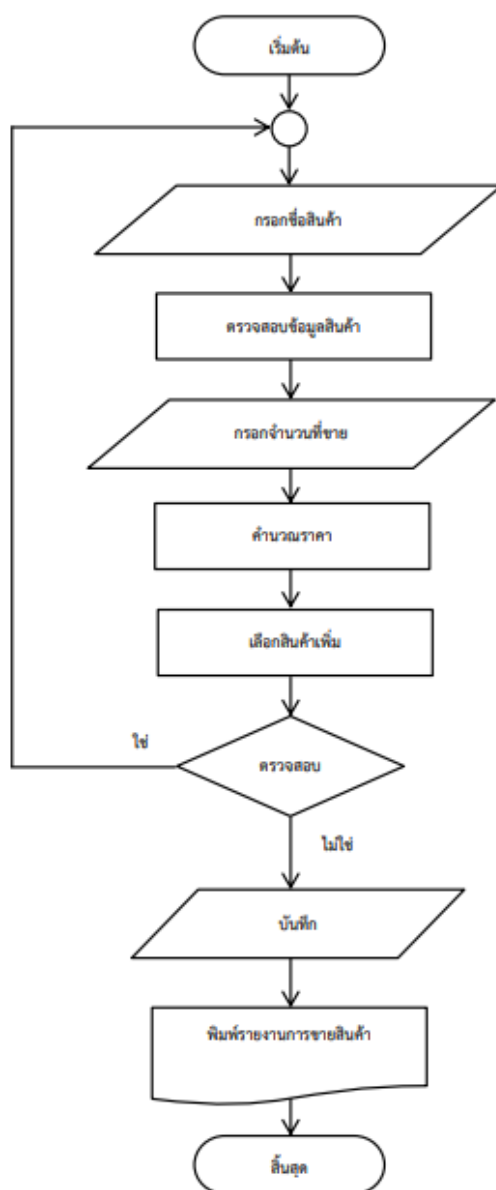 เริ่มต้น
กรอกชื่อสินค้า
ตรวจสอบข้อมูลสินค้า
กรอกจำนวนที่ขาย
คำนวณราคา
เลือกสินค้าเพิ่ม
ใช่
ตรวจสอบ
ไม่ใช่
บันทึก
พิมพ์รายงานการขายสินค้า
สิ้นสุด